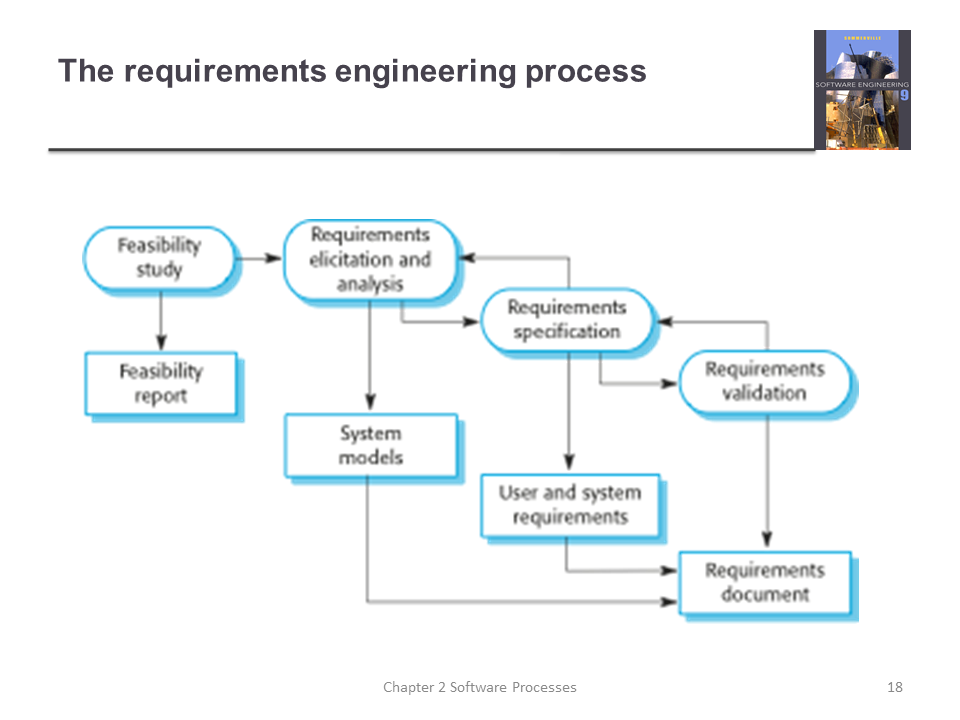 The requirements engineering process
SOMMERVILLE
SOFTWARE ENGINEERING
9
Feasibility
study
Requirements
elicitation and
analysis
Requirements
specification
Requirements
validation
Feasibility
report
System
models
User and system
requirements
Requirements
document
Chapter 2 Software Processes
18